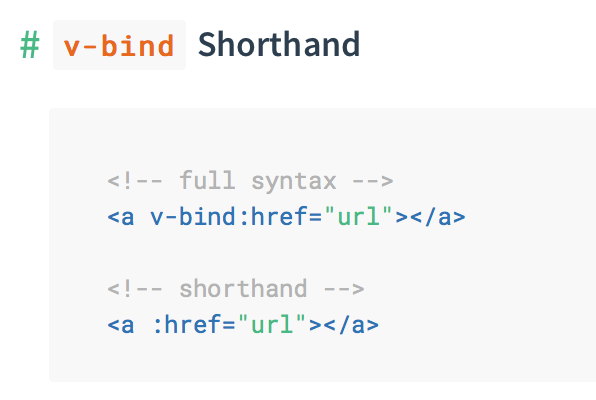 # v-bind Shorthand
<!-- full syntax -->
<a v-bind:href="url"></a>
<!-- shorthand -->
<a :href="url"></a>